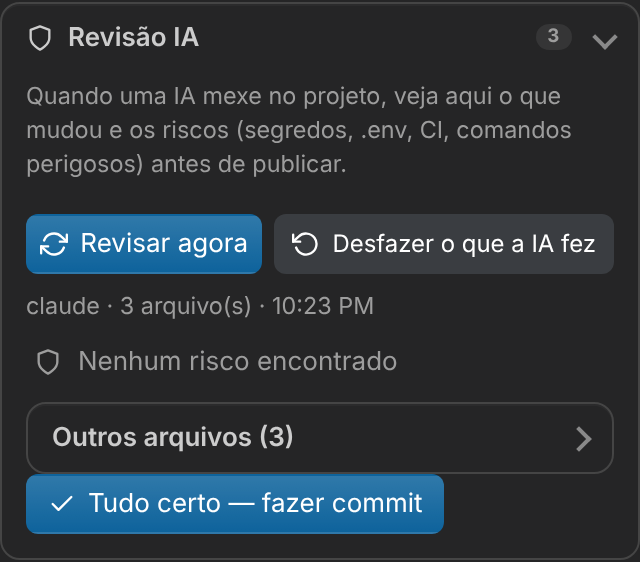 Revisão IA
3
Quando uma IA mexe no projeto, veja aqui o que
mudou e os riscos (segredos, .env, CI, comandos
perigosos) antes de publicar.
Revisar agora
Desfazer o que a IA fez
claude · 3 arquivo(s) · 10:23 PM
Nenhum risco encontrado
Outros arquivos (3)
Tudo certo — fazer commit